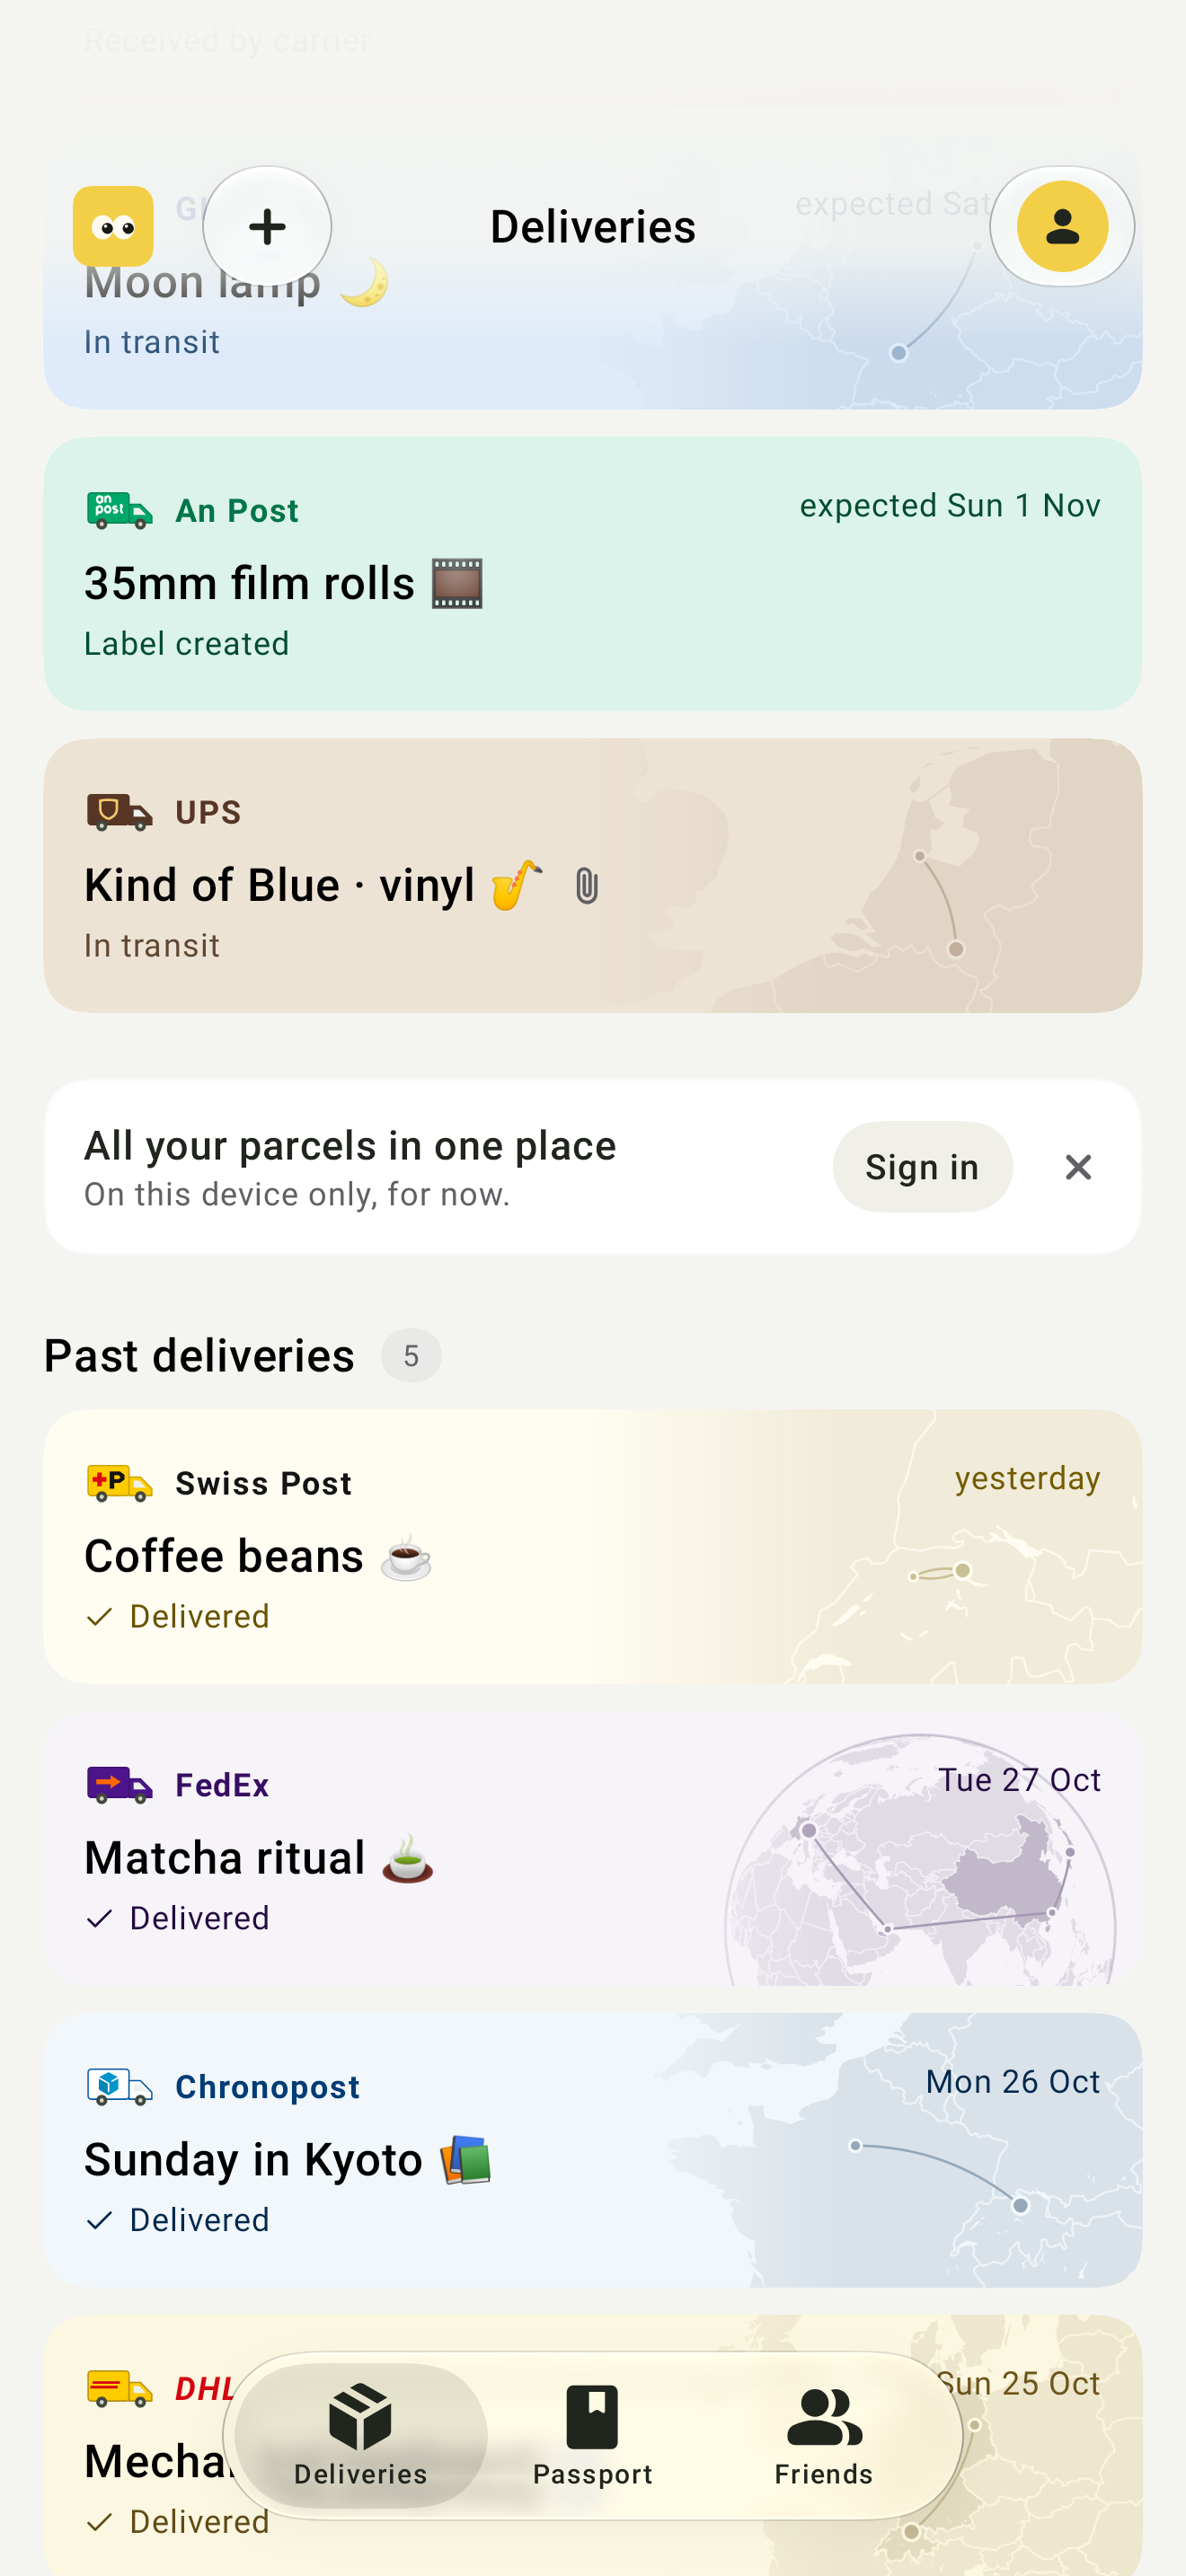 Received by carrier
expected Sat
Deliveries
Moon lamp
In transit
an post
An Post
expected Sun 1 Nov
35mm film rolls
Label created
UPS
Kind of Blue · vinyl
In transit
All your parcels in one place
On this device only, for now.
Sign in
Past deliveries
5
P
Swiss Post
yesterday
Coffee beans
Delivered
FedEx
Tue 27 Oct
Matcha ritual
Delivered
Chronopost
Mon 26 Oct
Sunday in Kyoto
Delivered
DHL
Sun 25 Oct
Delivered
Deliveries
Passport
Friends